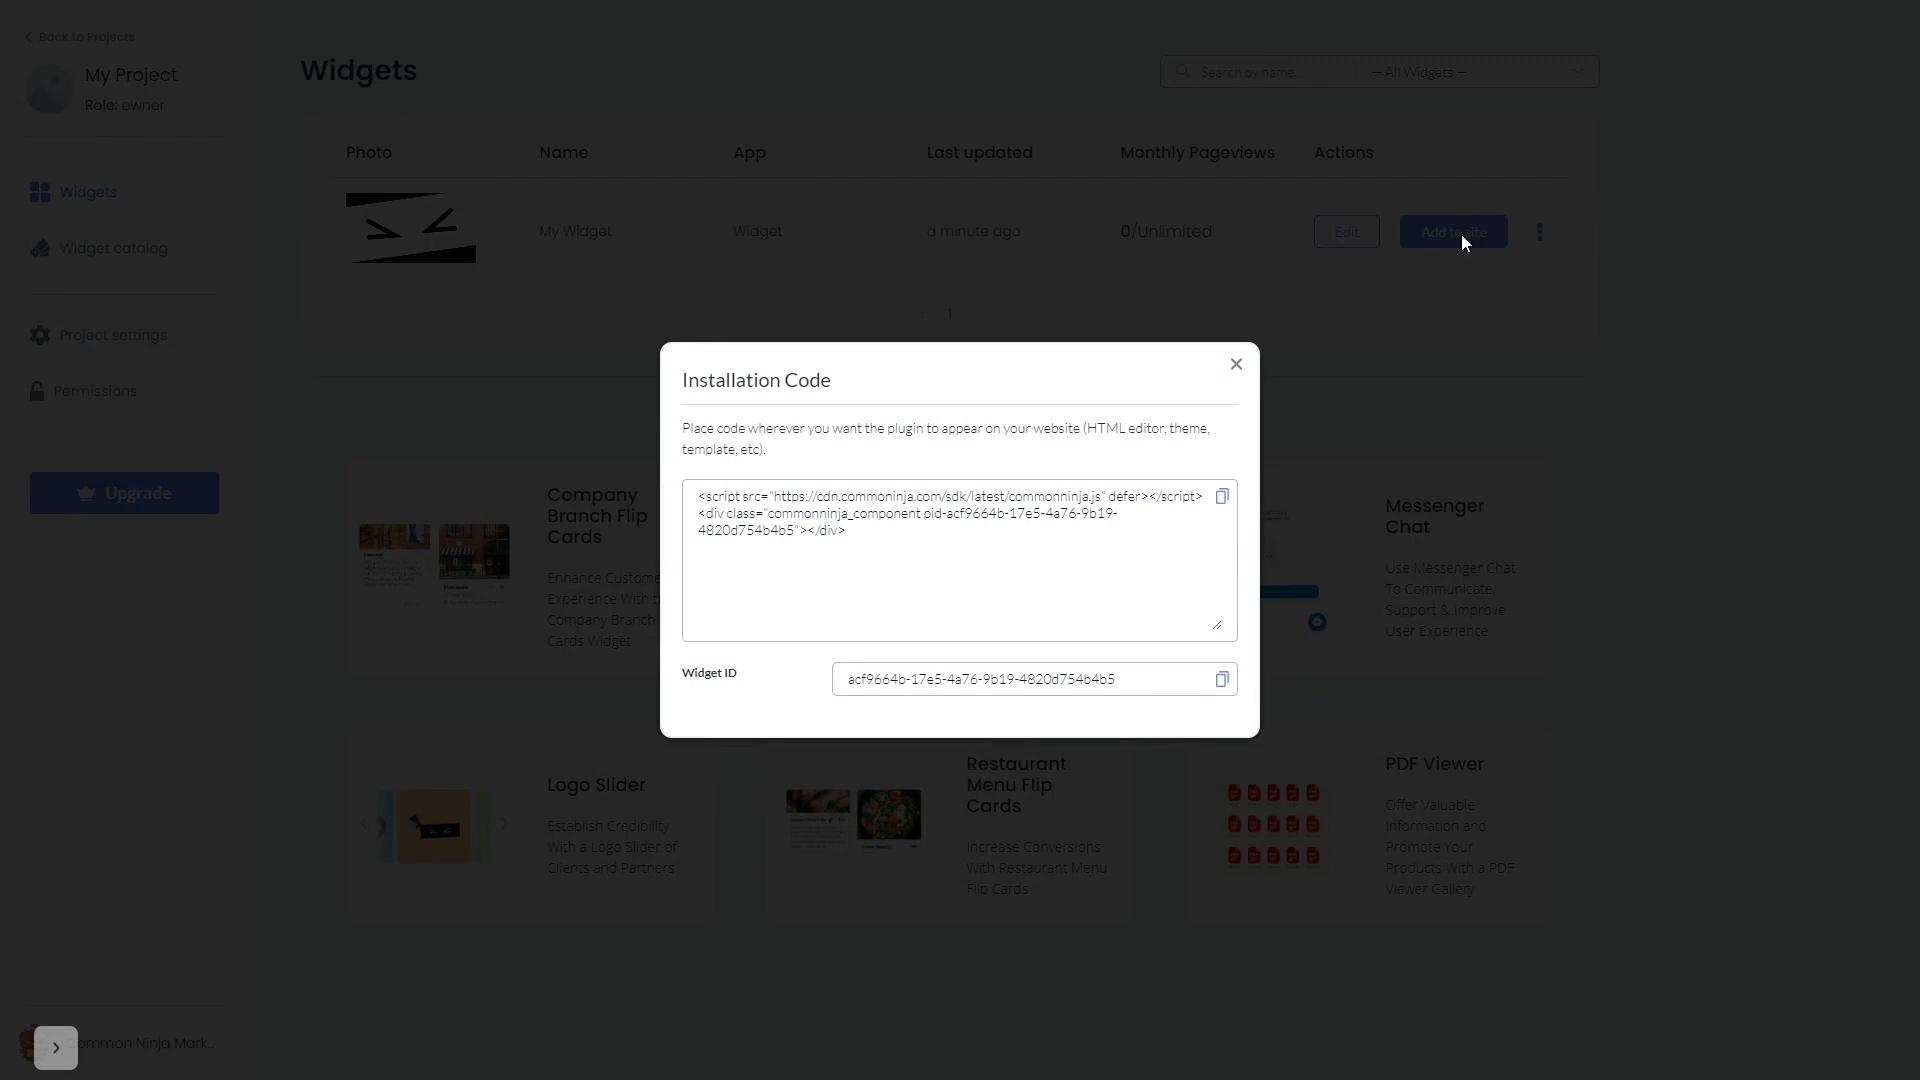 Back to Projects
My Project
Role: owner
Widgets
Widget catalog
Project settings
Permissions
Upgrade
Widgets
Search by name...
— All Widgets —
Photo
Name
App
Last updated
Monthly Pageviews
Actions
My Widget
Widget
a minute ago
0/Unlimited
Edit
Add to site
1
Installation Code
Place code wherever you want the plugin to appear on your website (HTML editor, theme,
template, etc).
<script src="https://cdn.commoninja.com/sdk/latest/commonninja.js" defer></script>
<div class="commonninja_component pid-acf9664b-17e5-4a76-9b19-
4820d754b4b5"></div>
Widget ID
acf9664b-17e5-4a76-9b19-4820d754b4b5
Company
Branch Flip
Cards
Enhance Custome
Experience With t
Company Branch
Cards Widget
Messenger
Chat
Use Messenger Chat
To Communicate,
Support & Improve
User Experience
Logo Slider
Establish Credibility
With a Logo Slider of
Clients and Partners
Restaurant
Menu Flip
Cards
Increase Conversions
With Restaurant Menu
Flip Cards
PDF Viewer
Offer Valuable
Information and
Promote Your
Products With a PDF
Viewer Gallery
ommon Ninja Mark...